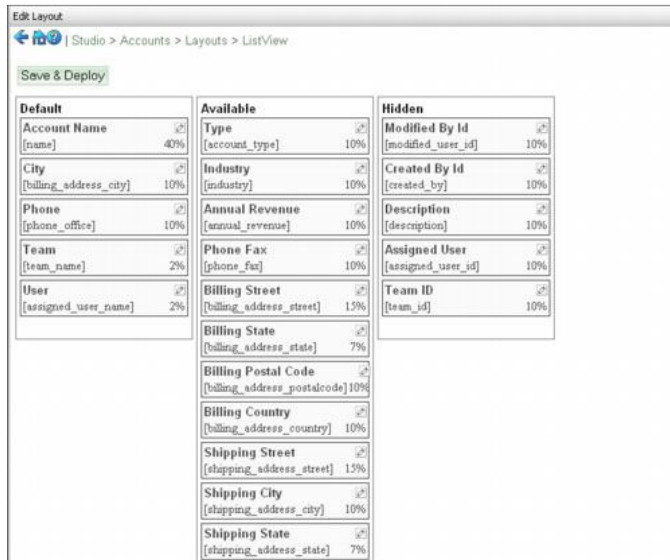 Edit Layout
| Studio > Accounts > Layouts > ListView
Save & Deploy
Default
Account Name
[name] 40%
City
[billing_address_city] 10%
Phone
[phone_office] 10%
Team
[team_name] 2%
User
[assigned_user_name] 2%
Available
Type
[account_type] 10%
Industry
[industry] 10%
Annual Revenue
[annual_revenue] 10%
Phone Fax
[phone_fax] 10%
Billing Street
[billing_address_street] 15%
Billing State
[billing_address_state] 7%
Billing Postal Code
[billing_address_postalcode] 10%
Billing Country
[billing_address_country] 10%
Shipping Street
[shipping_address_street] 15%
Shipping City
[shipping_address_city] 10%
Shipping State
[shipping_address_state] 7%
Hidden
Modified By Id
[modified_user_id] 10%
Created By Id
[created_by] 10%
Description
[description] 10%
Assigned User
[assigned_user_id] 10%
Team ID
[team_id] 10%